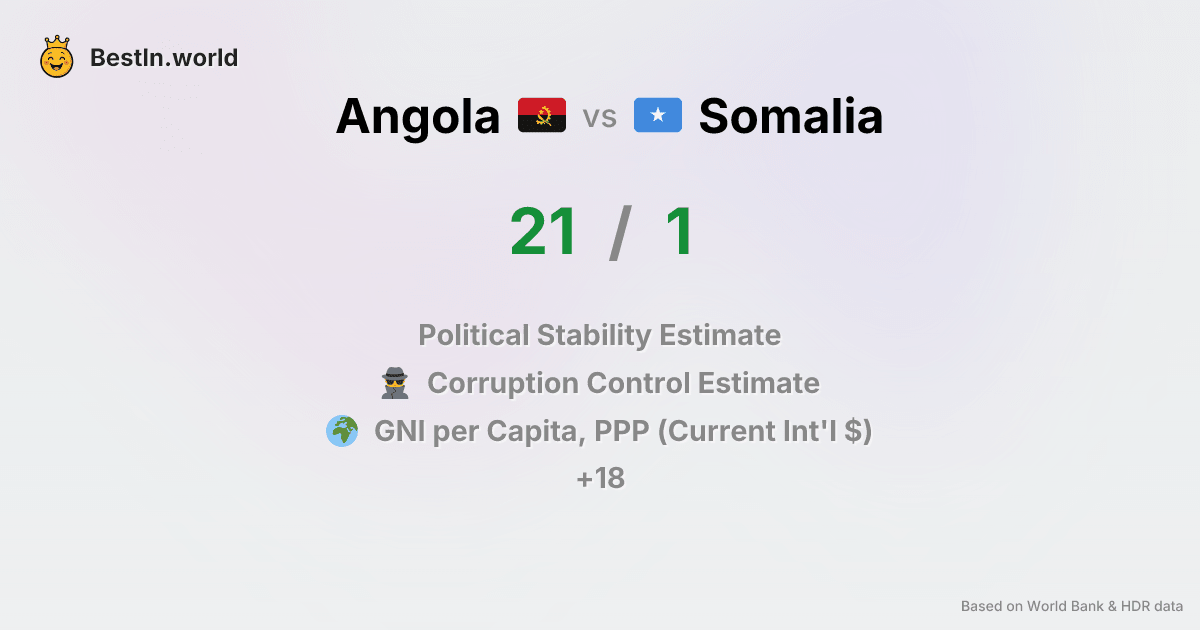 BestIn.world
Angola vs Somalia
21 / 1
Political Stability Estimate
Corruption Control Estimate
GNI per Capita, PPP (Current Int'l $)
+18
Based on World Bank & HDR data